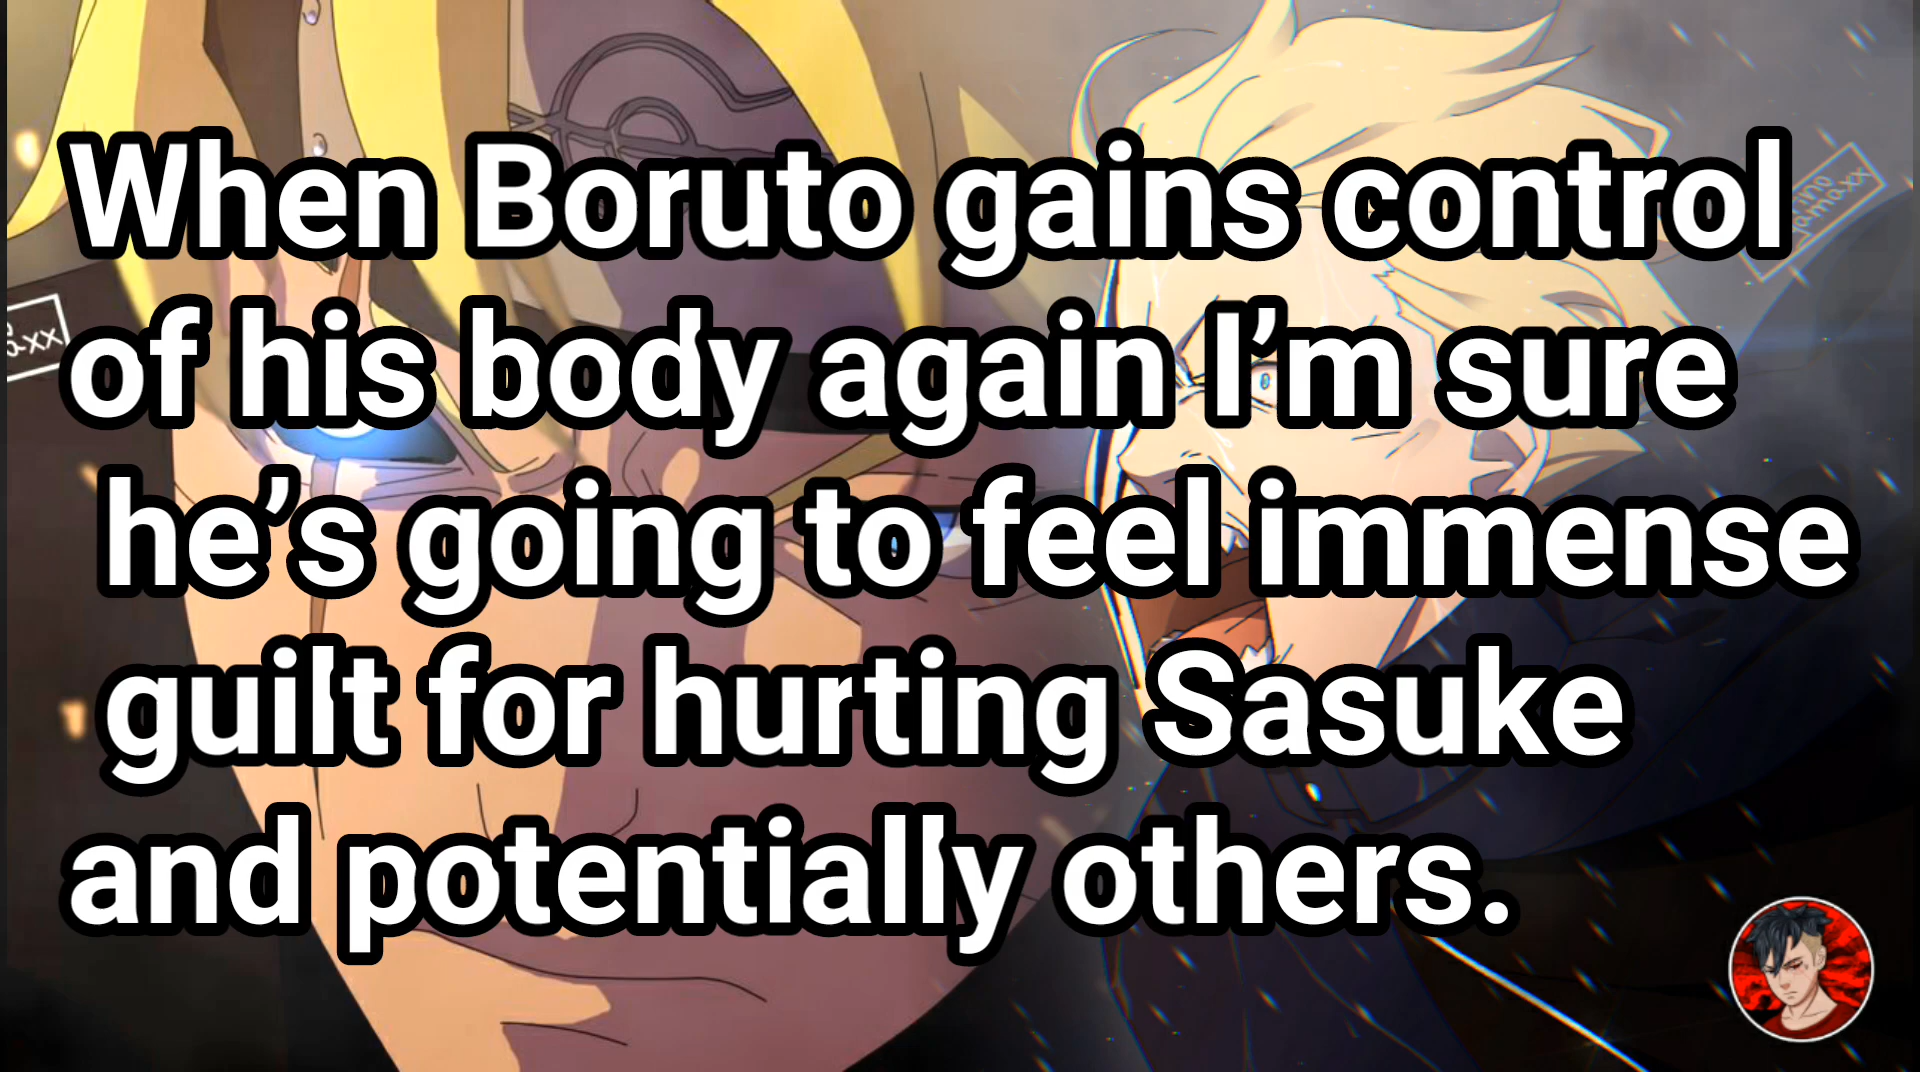 When Boruto gains control
of his body again I’m sure
he’s going to feel immense
guilt for hurting Sasuke
and potentially others.